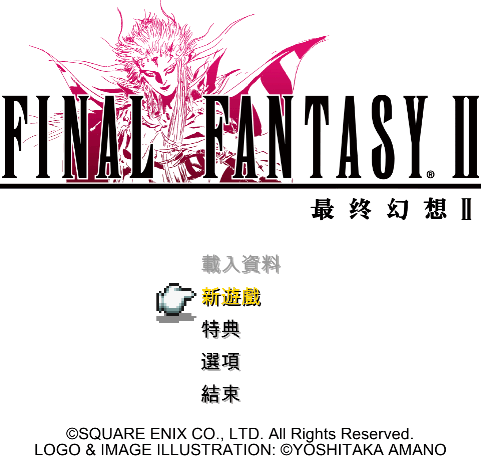 FINAL FANTASY® II
最终幻想 II
載入資料
新遊戲
特典
選項
結束
©SQUARE ENIX CO., LTD. All Rights Reserved.
LOGO & IMAGE ILLUSTRATION: ©YOSHITAKA AMANO